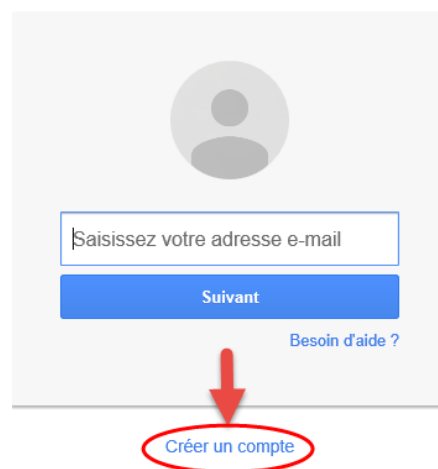 Saisissez votre adresse e-mail
Suivant
Besoin d'aide ?
Créer un compte